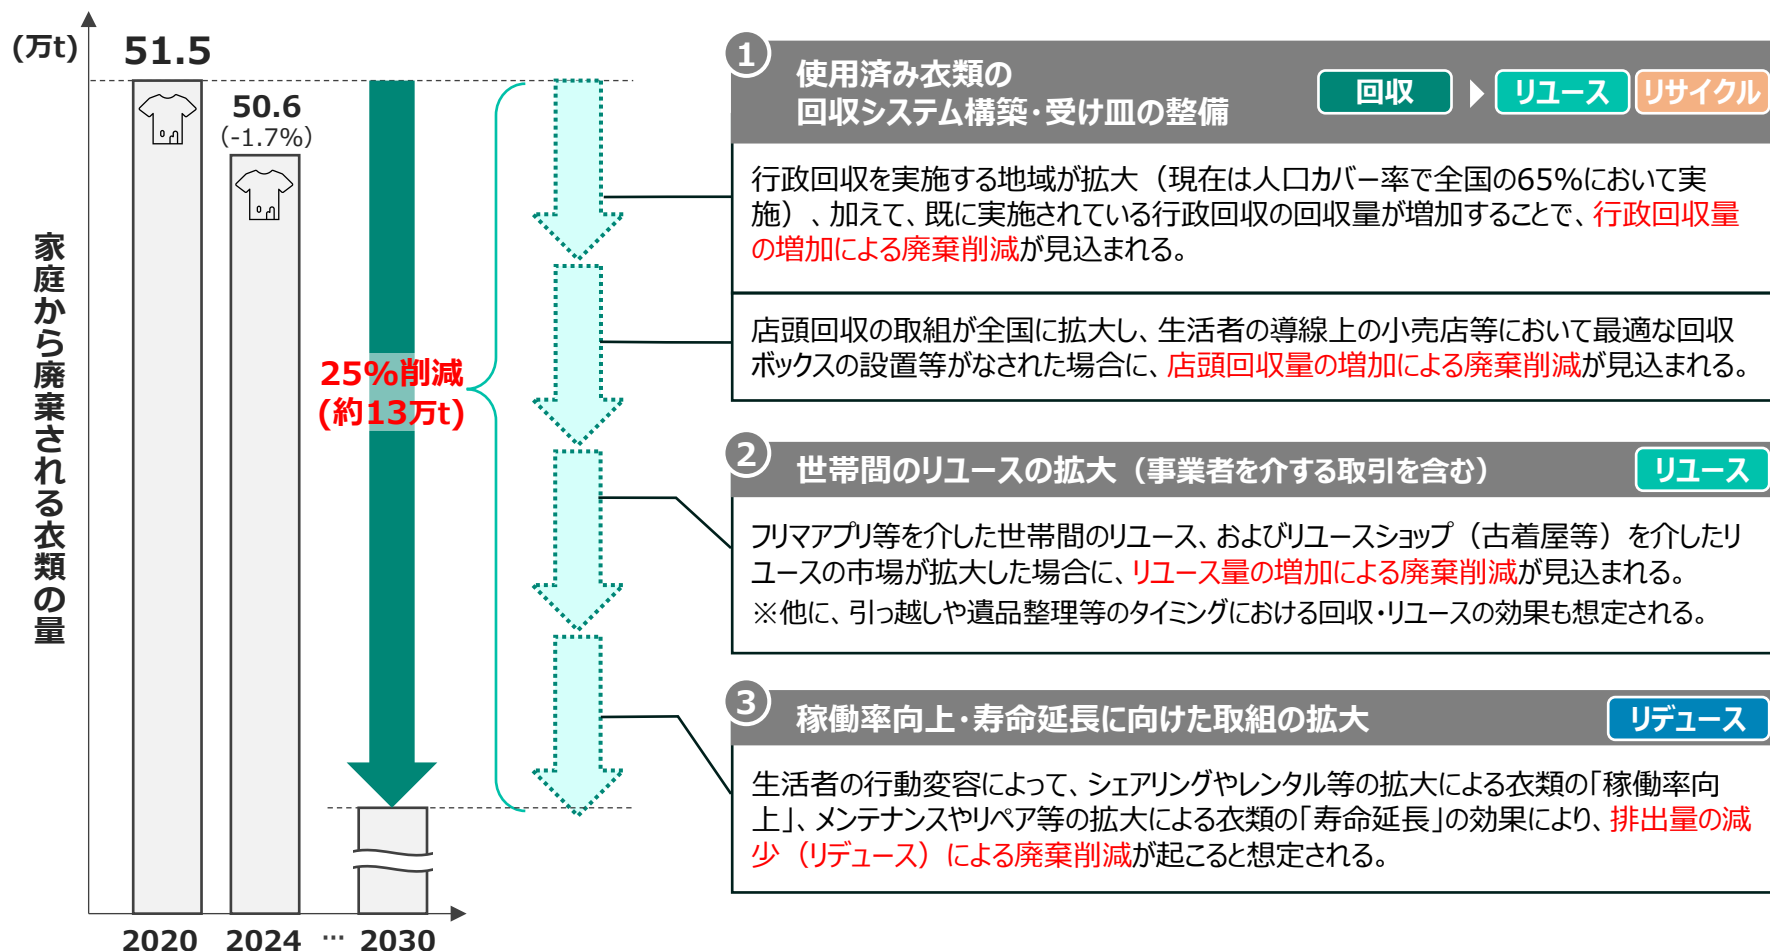 (万t)
51.5
50.6
(-1.7%)
家庭から廃棄される衣類の量
25%削減
(約13万t)
2020 2024 … 2030
①
使用済み衣類の
回収システム構築・受け皿の整備
回収 リユース リサイクル
行政回収を実施する地域が拡大（現在は人口カバー率で全国の65%において実
施）、加えて、既に実施されている行政回収の回収量が増加することで、行政回収量
の増加による廃棄削減が見込まれる。
店頭回収の取組が全国に拡大し、生活者の導線上の小売店等において最適な回収
ボックスの設置等がなされた場合に、店頭回収量の増加による廃棄削減が見込まれる。
②
世帯間のリユースの拡大（事業者を介する取引を含む）
リユース
フリマアプリ等を介した世帯間のリユース、およびリユースショップ（古着屋等）を介したリ
ユースの市場が拡大した場合に、リユース量の増加による廃棄削減が見込まれる。
※他に、引っ越しや遺品整理等のタイミングにおける回収・リユースの効果も想定される。
③
稼働率向上・寿命延長に向けた取組の拡大
リデュース
生活者の行動変容によって、シェアリングやレンタル等の拡大による衣類の「稼働率向
上」、メンテナンスやリペア等の拡大による衣類の「寿命延長」の効果により、排出量の減
少（リデュース）による廃棄削減が起こると想定される。